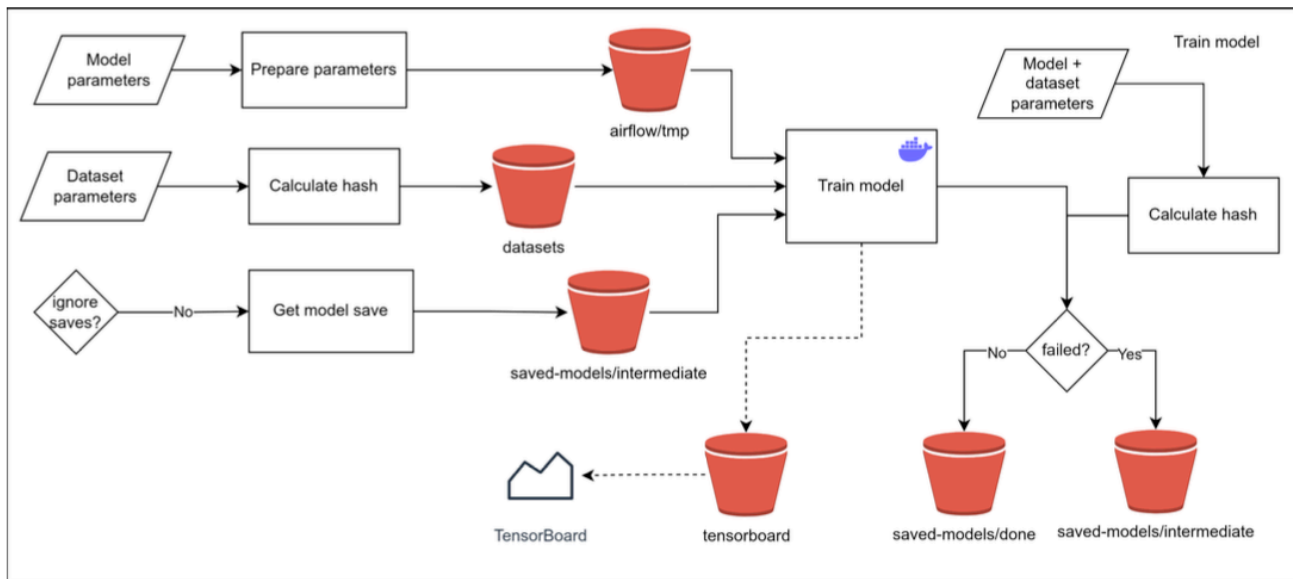 Train model
Model
parameters
Prepare parameters
airflow/tmp
Model +
dataset
parameters
Dataset
parameters
Calculate hash
datasets
Train model
Calculate hash
ignore
saves?
No
Get model save
saved-models/intermediate
failed?
No
Yes
TensorBoard
tensorboard
saved-models/done
saved-models/intermediate